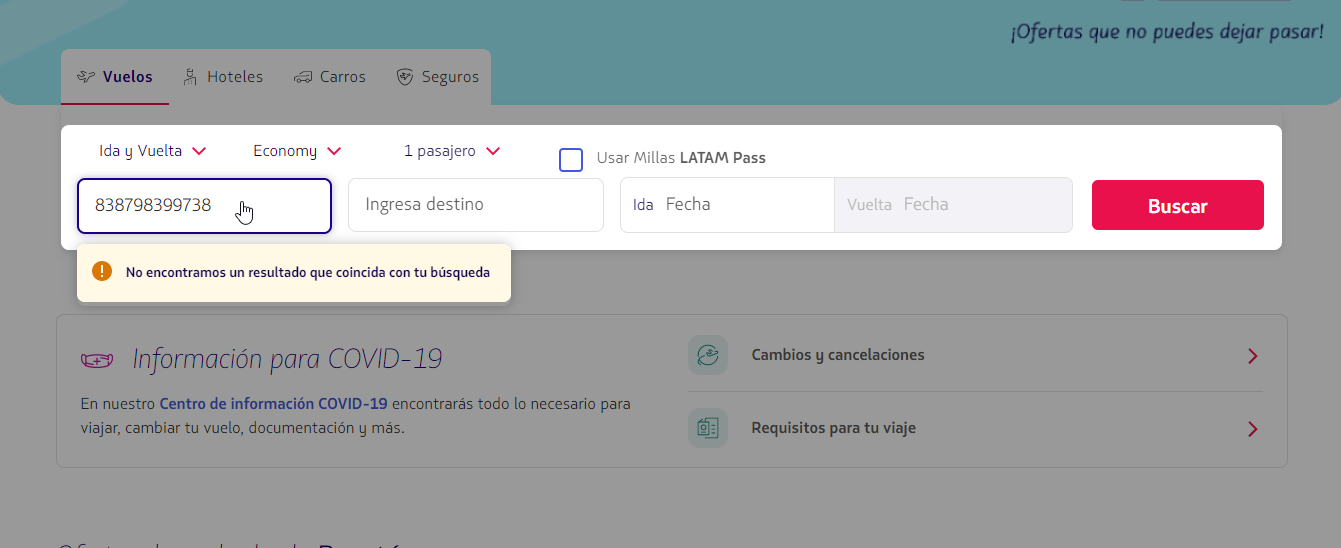 ¡Ofertas que no puedes dejar pasar!
Vuelos Hoteles Carros Seguros
Ida y Vuelta Economy 1 pasajero Usar Millas LATAM Pass
838798399738 Ingresa destino Ida Fecha Vuelta Fecha Buscar
No encontramos un resultado que coincida con tu búsqueda
Información para COVID-19
En nuestro Centro de información COVID-19 encontrarás todo lo necesario para
viajar, cambiar tu vuelo, documentación y más.
Cambios y cancelaciones
Requisitos para tu viaje